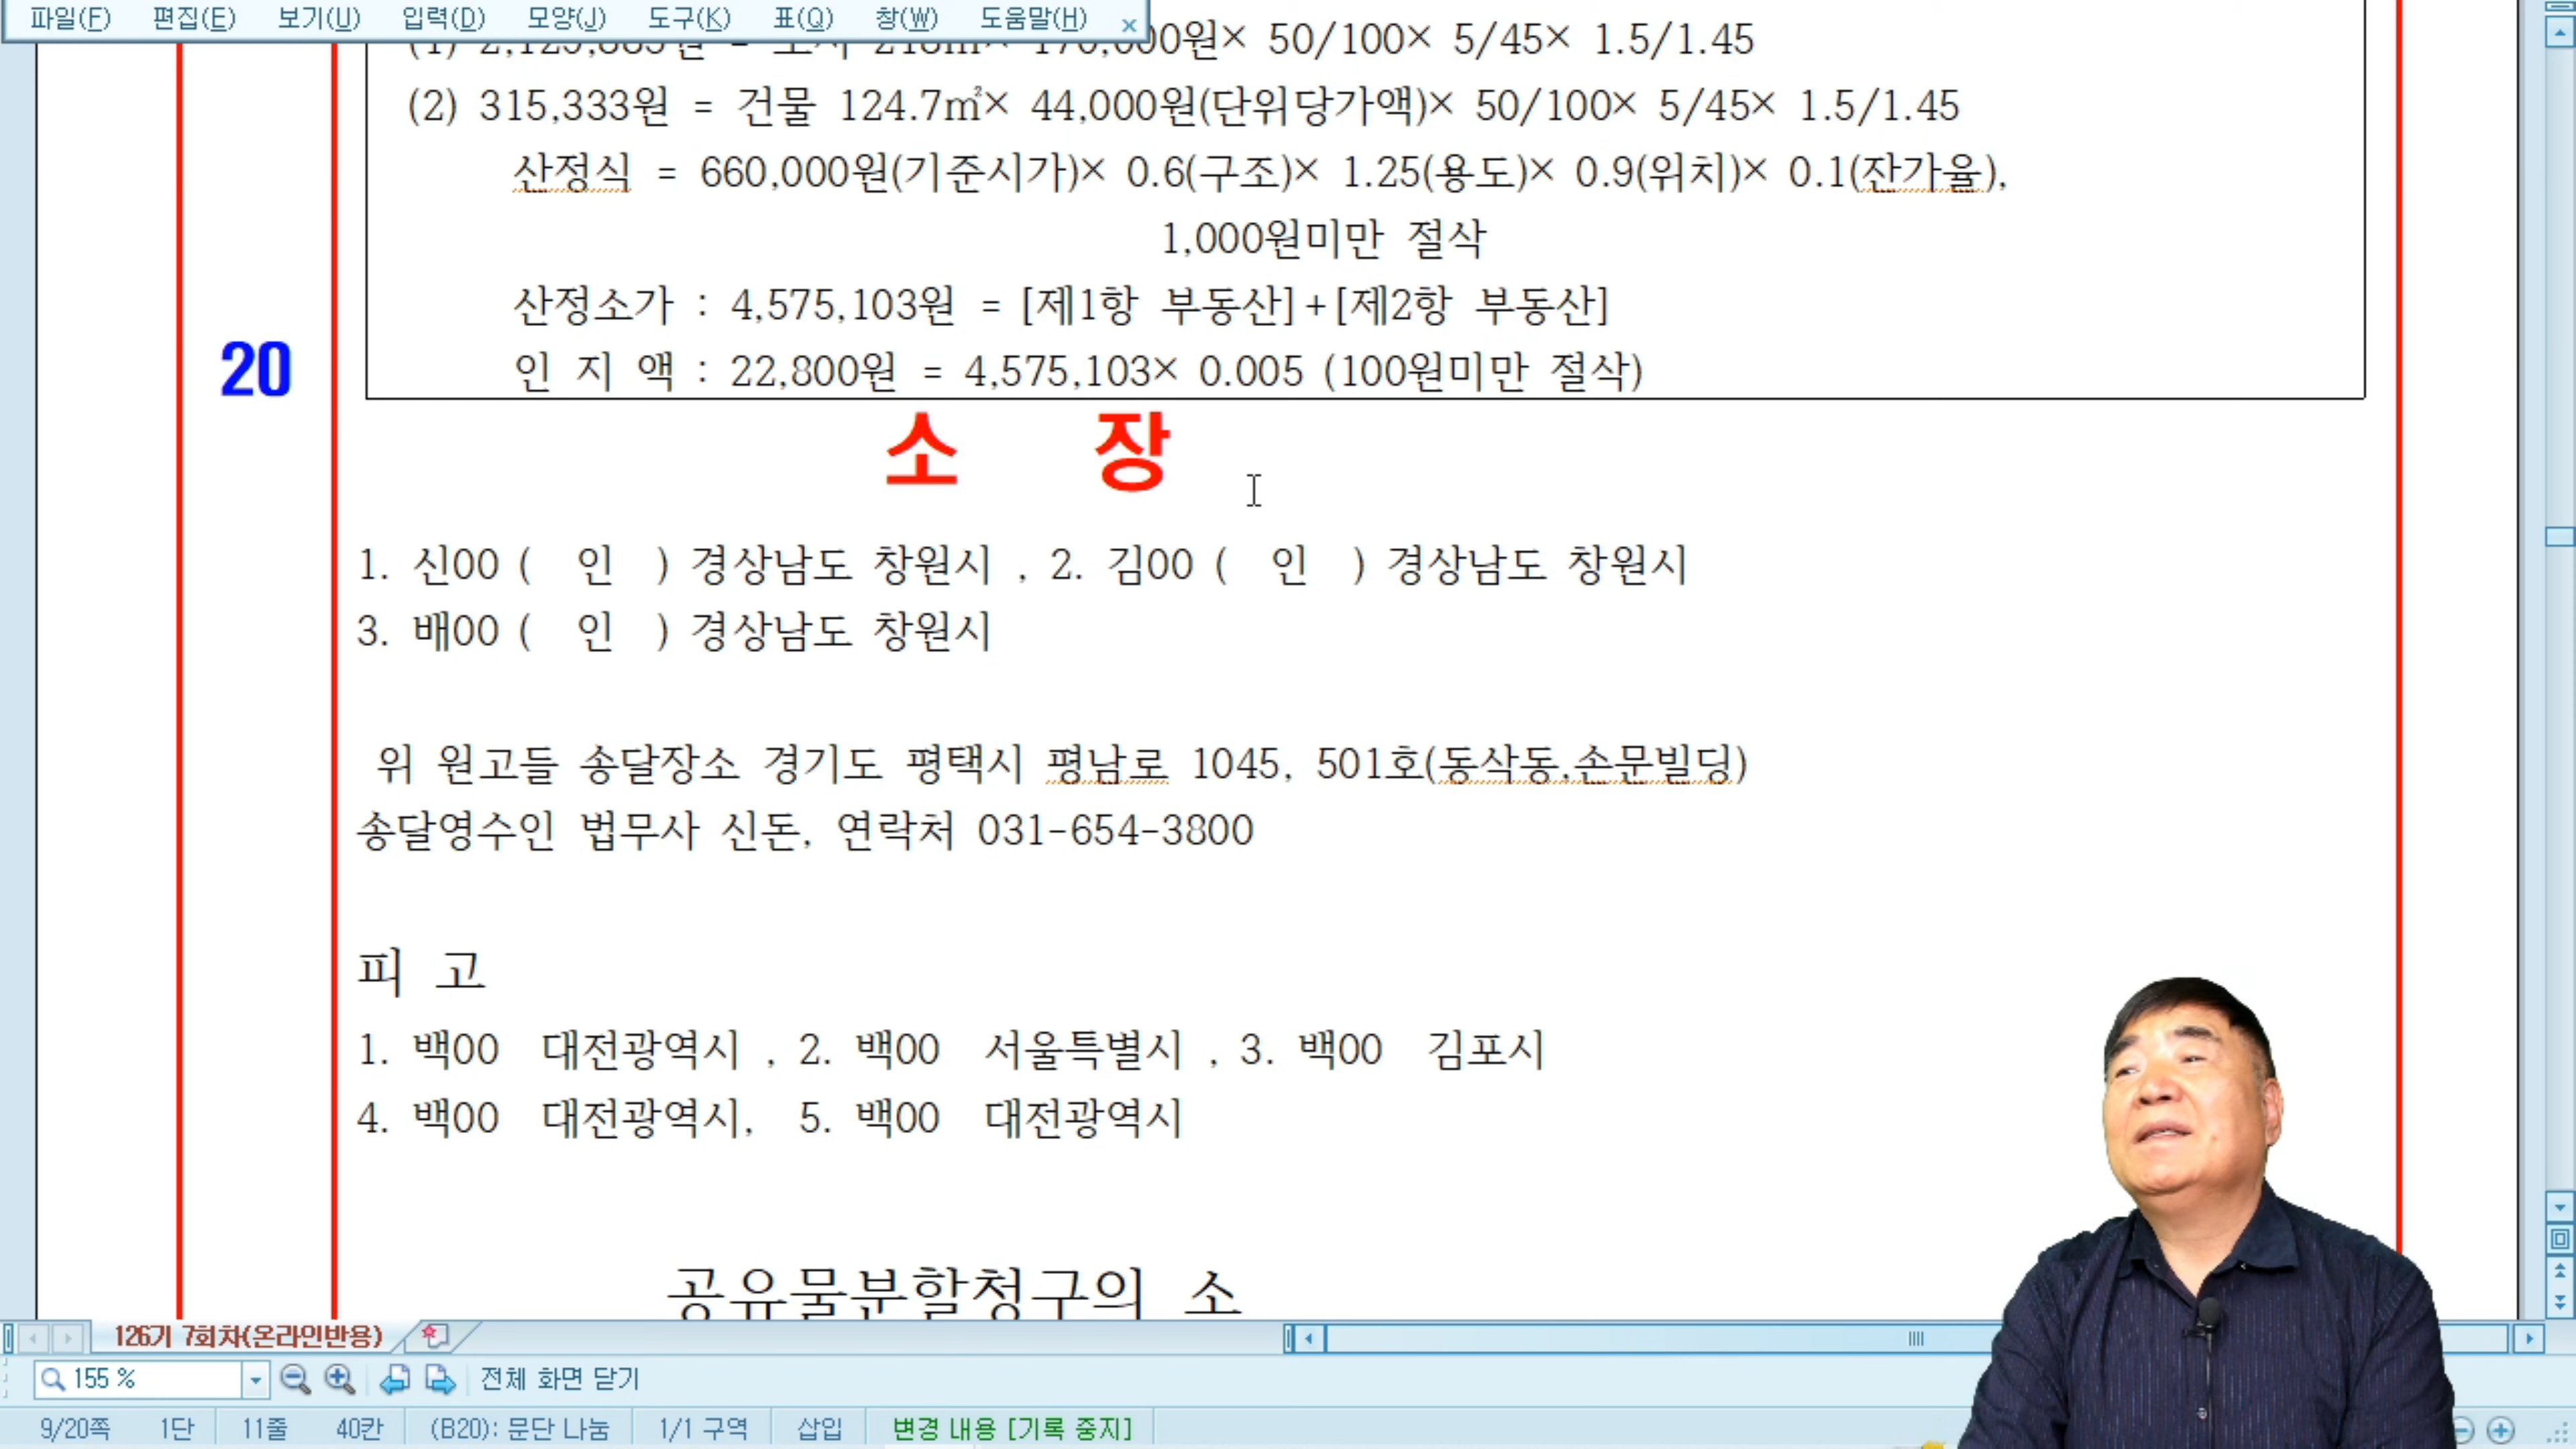 파일(F) 편집(E) 보기(U) 입력(D) 모양(J) 도구(K) 표(Q) 창(W) 도움말(H) ×
00원× 50/100× 5/45× 1.5/1.45
(2) 315,333원 = 건물 124.7㎡× 44,000원(단위당가액)× 50/100× 5/45× 1.5/1.45
산정식 = 660,000원(기준시가)× 0.6(구조)× 1.25(용도)× 0.9(위치)× 0.1(잔가율),
1,000원미만 절삭
산정소가 : 4,575,103원 = [제1항 부동산]+[제2항 부동산]
20
인 지 액 : 22,800원 = 4,575,103× 0.005 (100원미만 절삭)
소 장
1. 신00 ( 인 ) 경상남도 창원시 , 2. 김00 ( 인 ) 경상남도 창원시
3. 배00 ( 인 ) 경상남도 창원시
위 원고들 송달장소 경기도 평택시 평남로 1045, 501호(동삭동,손문빌딩)
송달영수인 법무사 신돈, 연락처 031-654-3800
피 고
1. 백00 대전광역시 , 2. 백00 서울특별시 , 3. 백00 김포시
4. 백00 대전광역시, 5. 백00 대전광역시
공유물분할청구의 소
126기 7회차(온라인반용)
155 % 전체 화면 닫기
9/20쪽 1단 11줄 40칸 (B20): 문단 나눔 1/1 구역 삽입 변경 내용 [기록 중지]